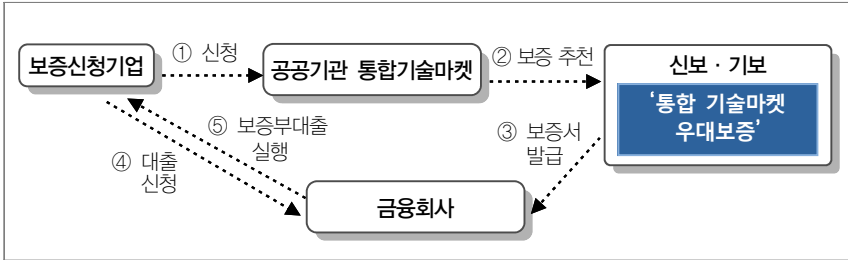 보증신청기업
① 신청
공공기관 통합기술마켓
② 보증 추천
신보 · 기보
‘통합 기술마켓
우대보증’
③ 보증서
발급
⑤ 보증부대출
실행
④ 대출
신청
금융회사